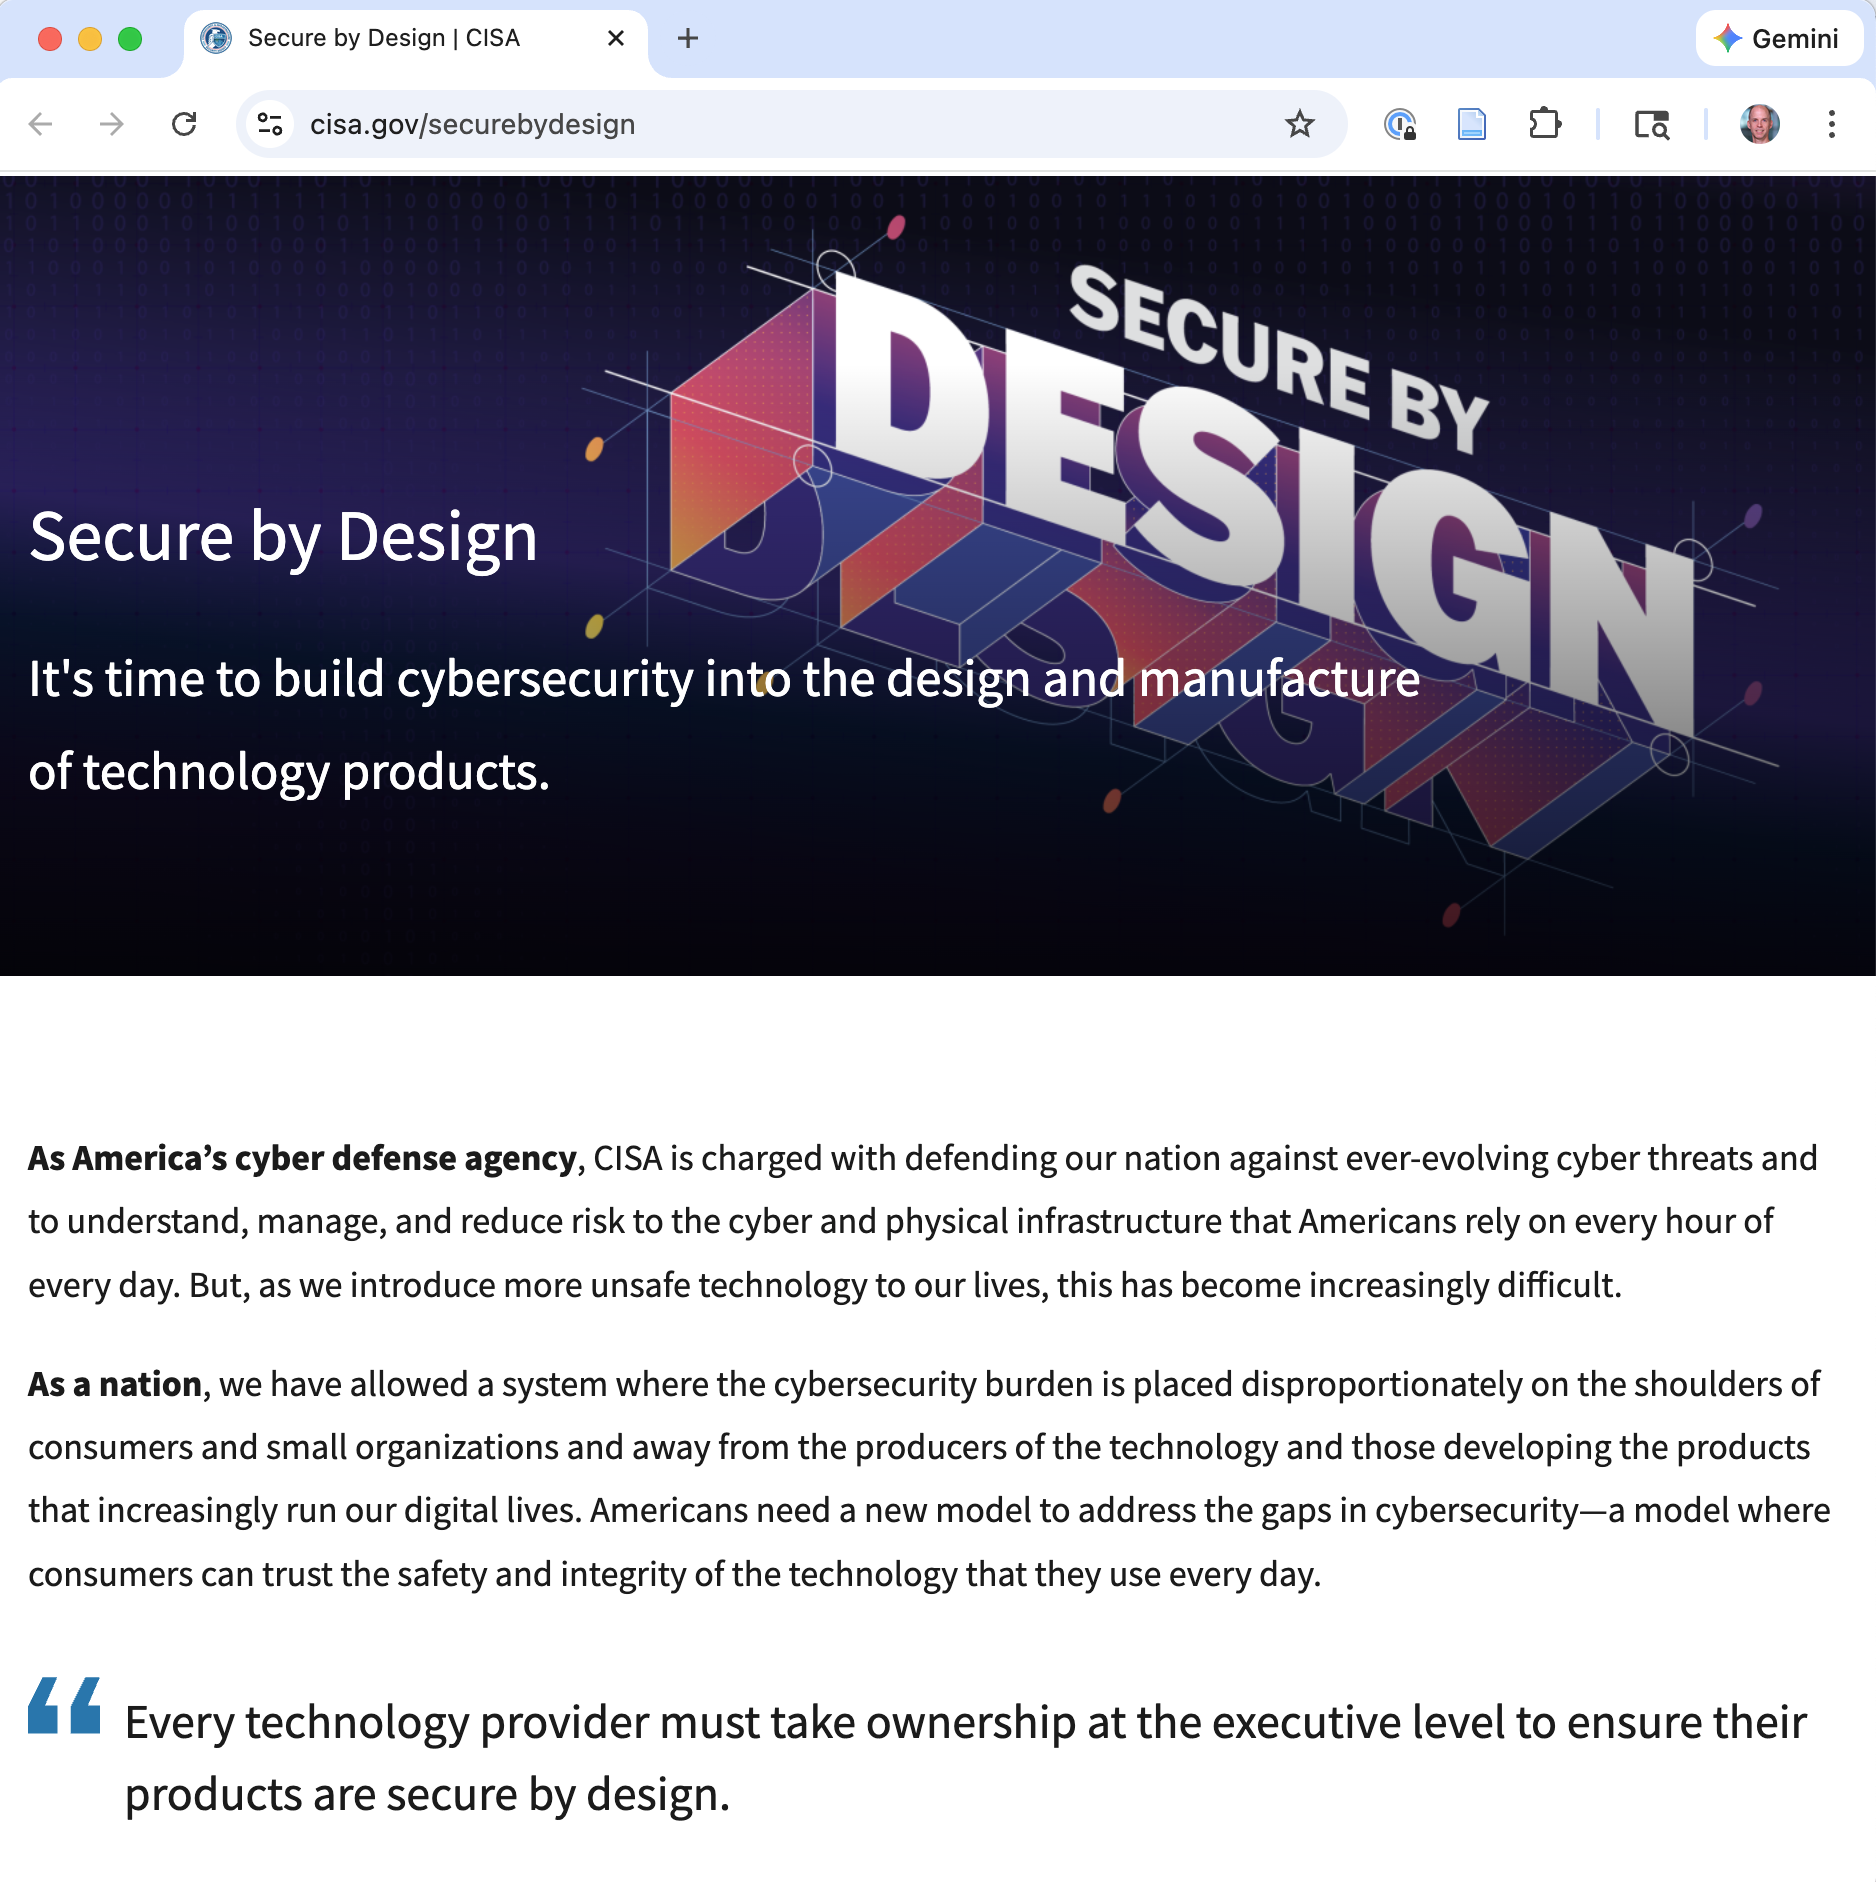 Secure by Design | CISA
Gemini
cisa.gov/securebydesign
SECURE BY
DESIGN
Secure by Design
It's time to build cybersecurity into the design and manufacture
of technology products.
As America’s cyber defense agency, CISA is charged with defending our nation against ever-evolving cyber threats and
to understand, manage, and reduce risk to the cyber and physical infrastructure that Americans rely on every hour of
every day. But, as we introduce more unsafe technology to our lives, this has become increasingly difficult.
As a nation, we have allowed a system where the cybersecurity burden is placed disproportionately on the shoulders of
consumers and small organizations and away from the producers of the technology and those developing the products
that increasingly run our digital lives. Americans need a new model to address the gaps in cybersecurity—a model where
consumers can trust the safety and integrity of the technology that they use every day.
“
Every technology provider must take ownership at the executive level to ensure their
products are secure by design.